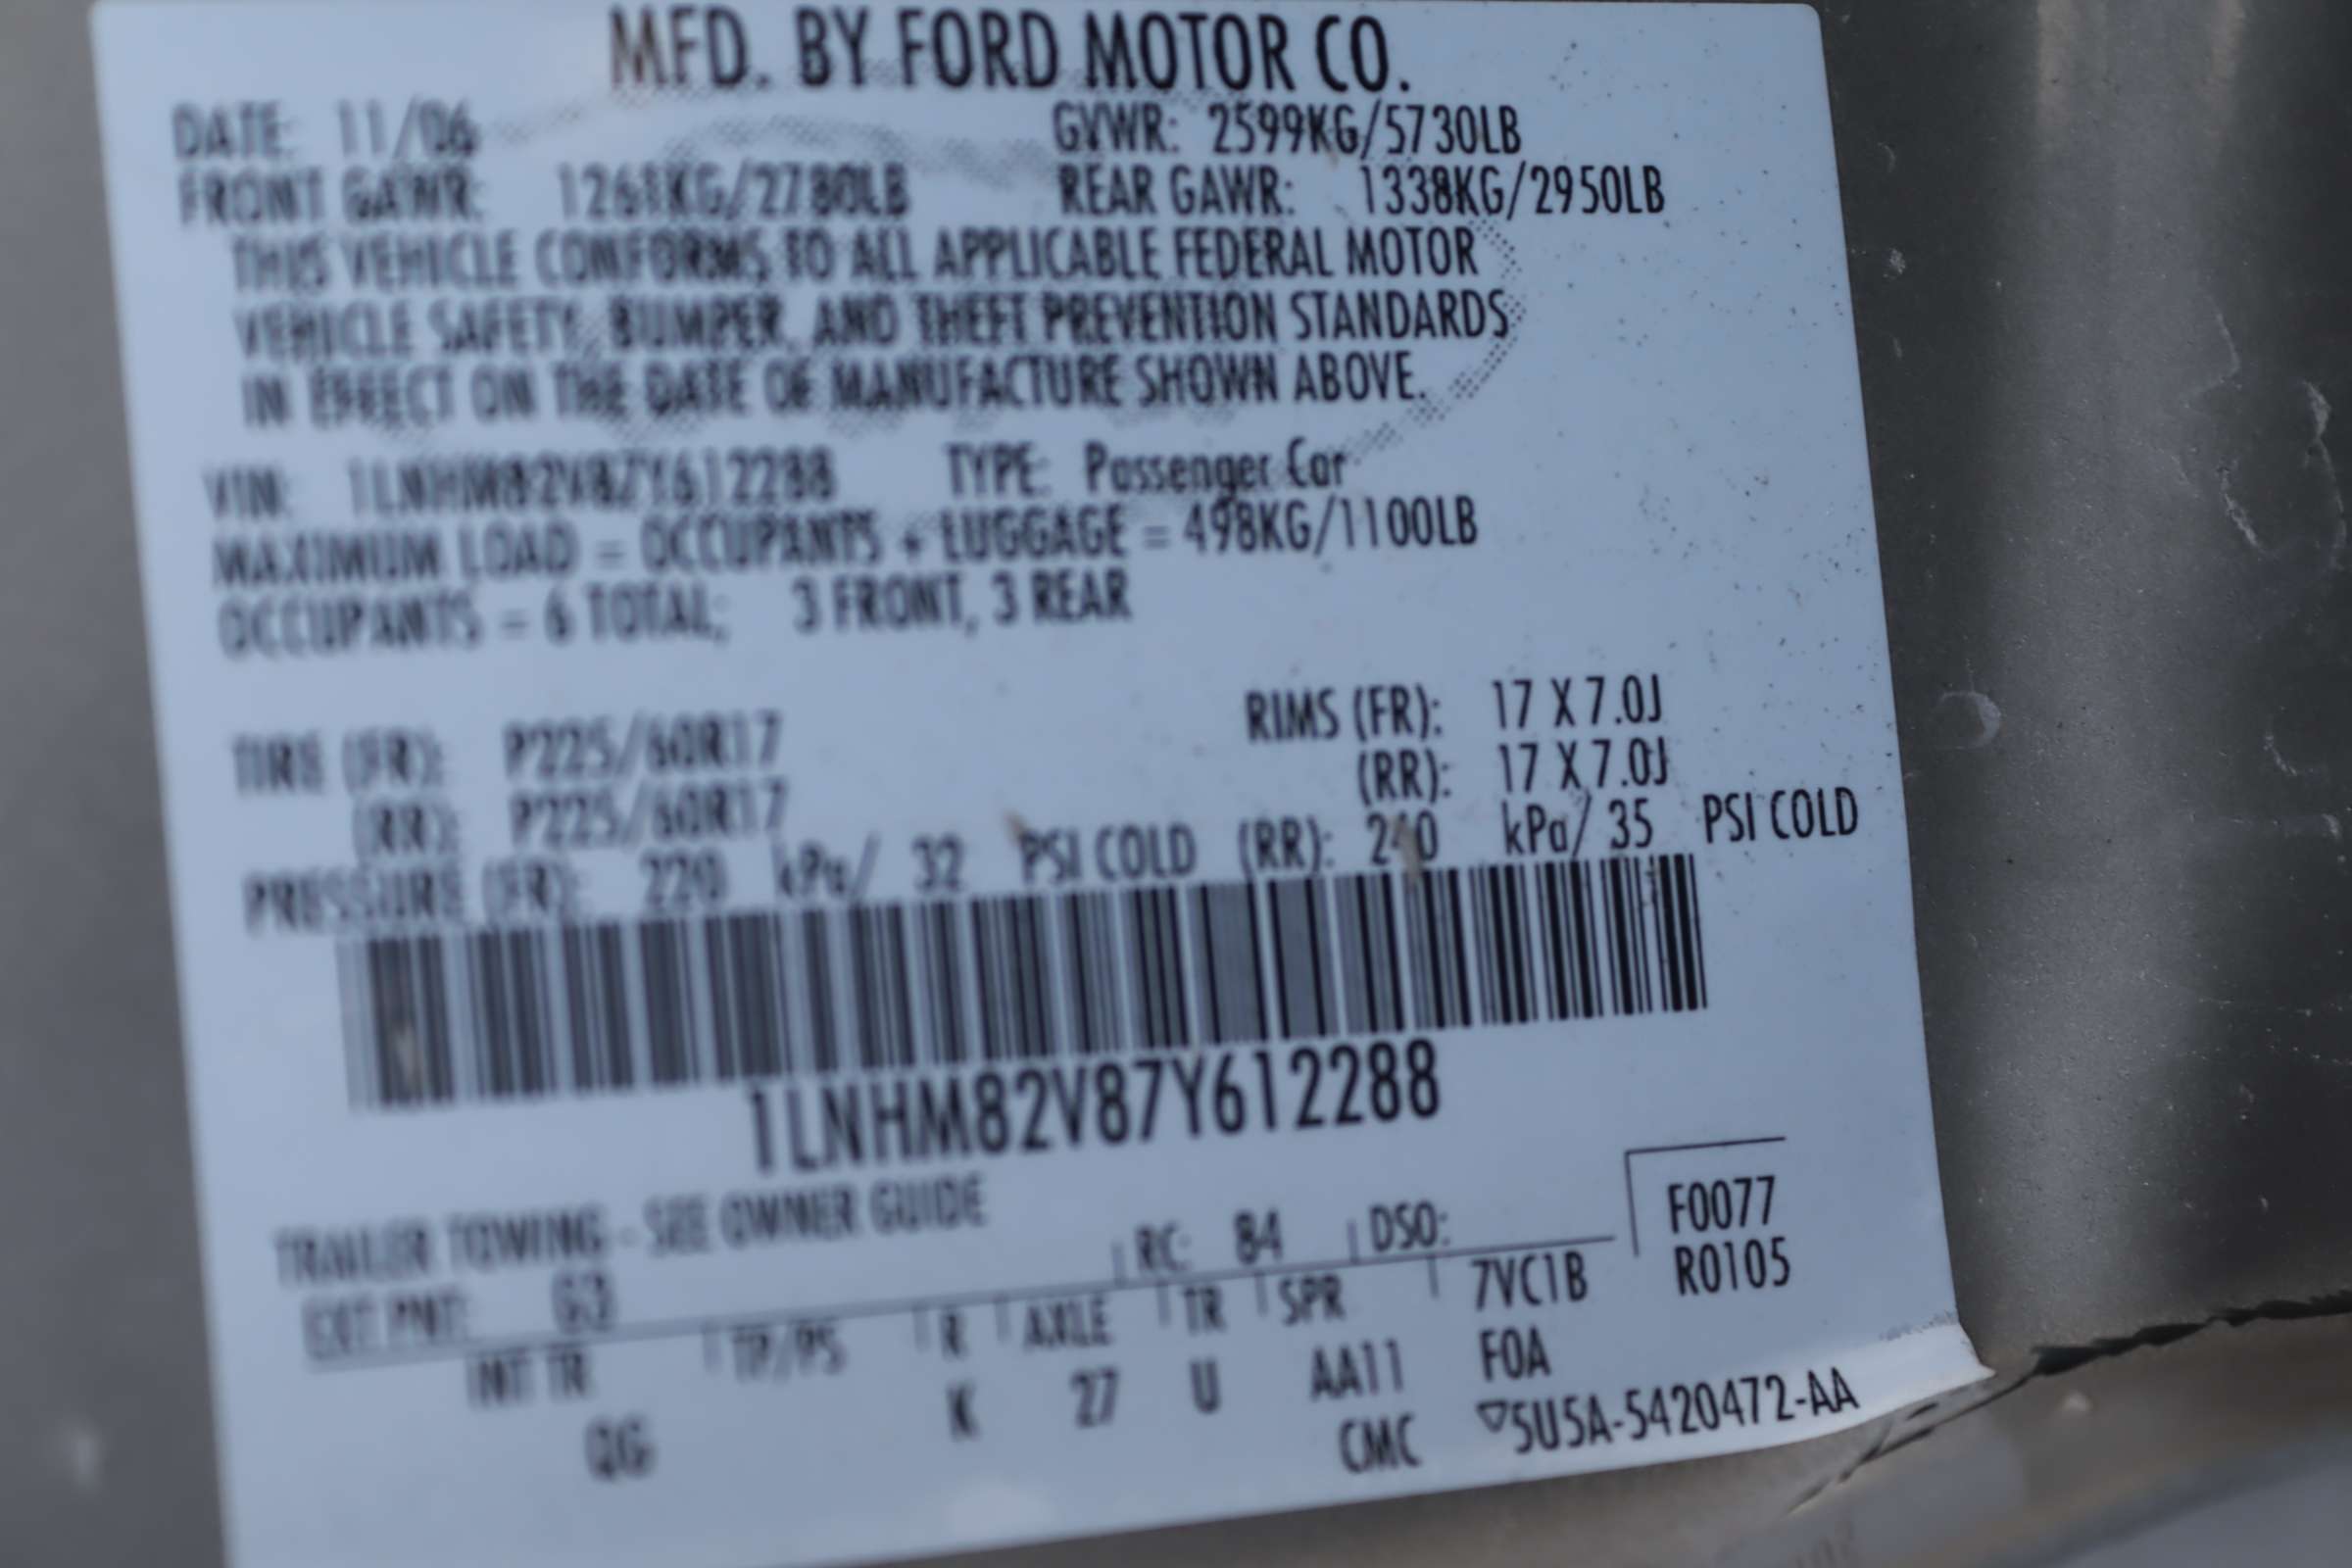 MFD. BY FORD MOTOR CO.
DATE: 11/06 GVWR: 2599KG/5730LB
FRONT GAWR: 1261KG/2780LB REAR GAWR: 1338KG/2950LB
THIS VEHICLE CONFORMS TO ALL APPLICABLE FEDERAL MOTOR
VEHICLE SAFETY, BUMPER, AND THEFT PREVENTION STANDARDS
IN EFFECT ON THE DATE OF MANUFACTURE SHOWN ABOVE.
VIN: 1LNHM82V87Y612288 TYPE: Passenger Car
MAXIMUM LOAD = OCCUPANTS + LUGGAGE = 498KG/1100LB
OCCUPANTS = 6 TOTAL; 3 FRONT, 3 REAR
TIRE (FR): P225/60R17 RIMS (FR): 17 X 7.0J
(RR): P225/60R17 (RR): 17 X 7.0J
PRESSURE (FR): 220 kPa/ 32 PSI COLD (RR): 240 kPa/ 35 PSI COLD
1LNHM82V87Y612288
TRAILER TOWING - SEE OWNER GUIDE
F0077
EXT PNT: G3 RC: 84 DSO: R0105
INT TR TP/PS R AXLE TR SPR 7VC1B
QG K 27 U AA11 FOA
CMC ▽5U5A-5420472-AA